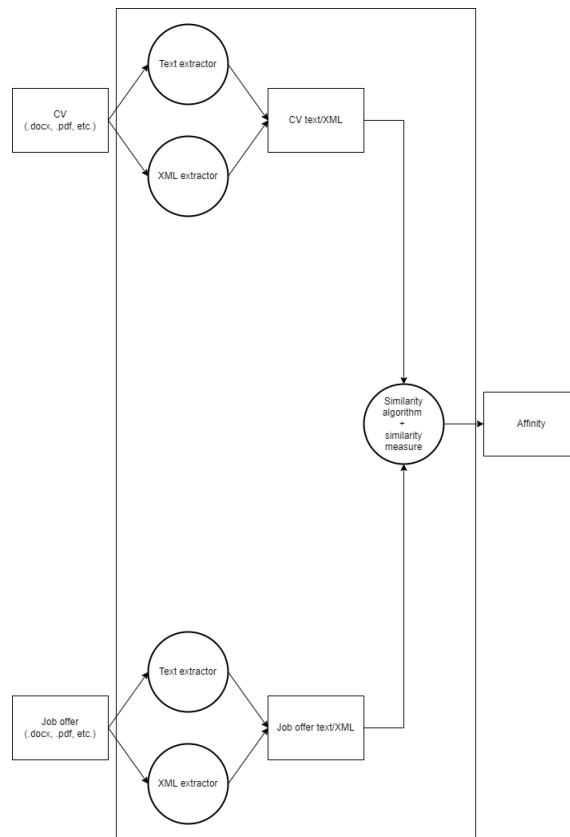 Text extractor
CV
(.docx, .pdf, etc.)
CV text/XML
XML extractor
Similarity
algorithm
+
similarity
measure
Affinity
Text extractor
Job offer
(.docx, .pdf, etc.)
Job offer text/XML
XML extractor